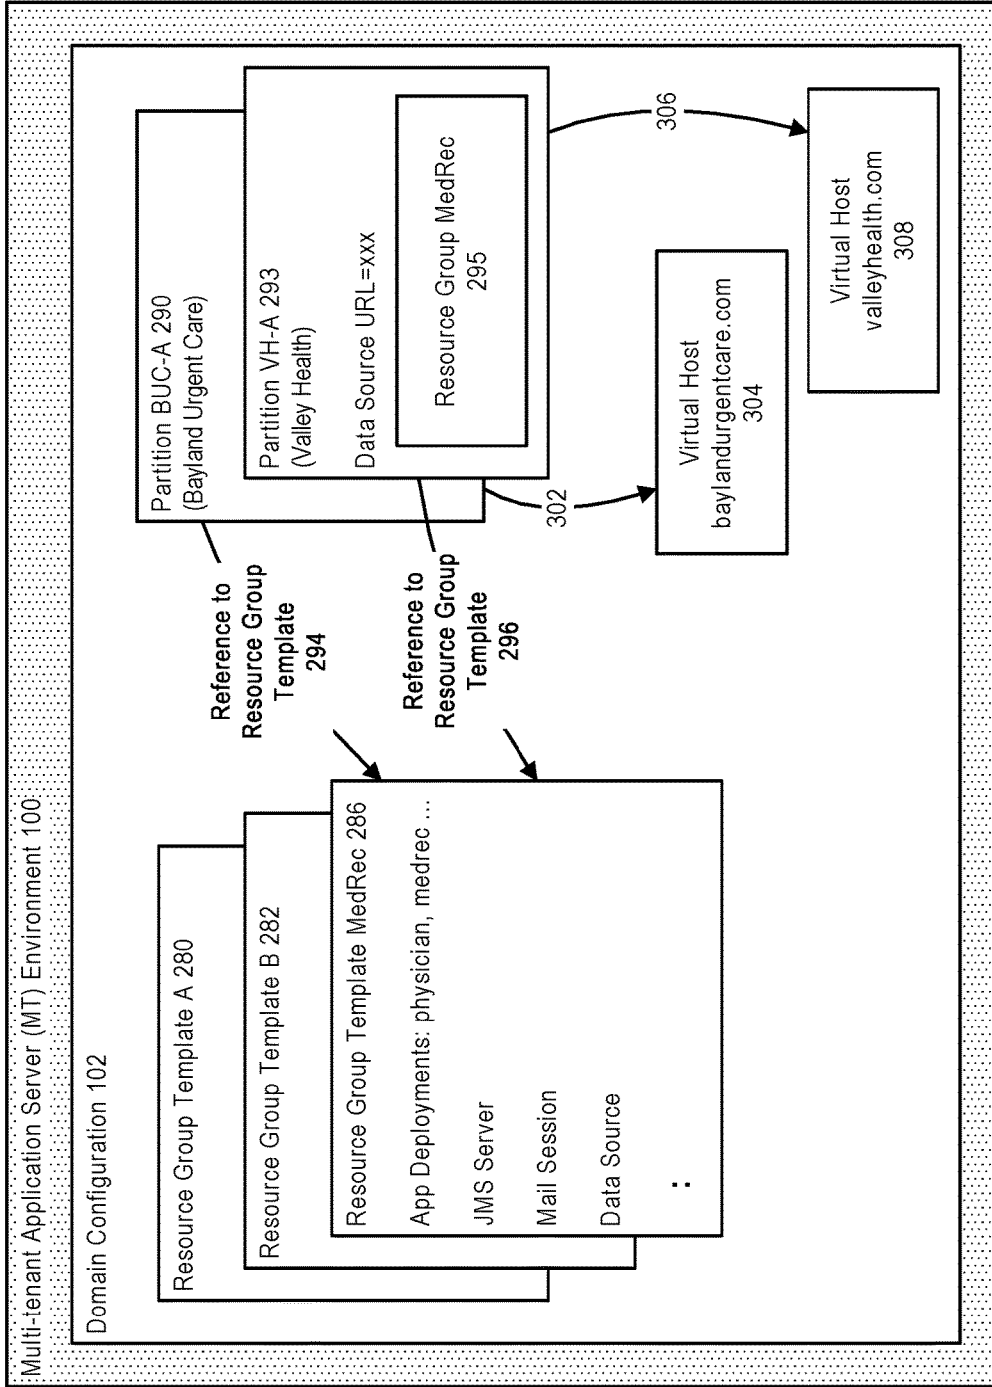 Multi-tenant Application Server (MT) Environment 100
Domain Configuration 102
Resource Group Template A 280
Resource Group Template B 282
Resource Group Template MedRec 286
App Deployments: physician, medrec ...
JMS Server
Mail Session
Data Source
:
Reference to
Resource Group
Template
294
Reference to
Resource Group
Template
296
Partition BUC-A 290
(Bayland Urgent Care)
Partition VH-A 293
(Valley Health)
Data Source URL=xxx
Resource Group MedRec
295
302
306
Virtual Host
baylandurgentcare.com
304
Virtual Host
valleyhealth.com
308